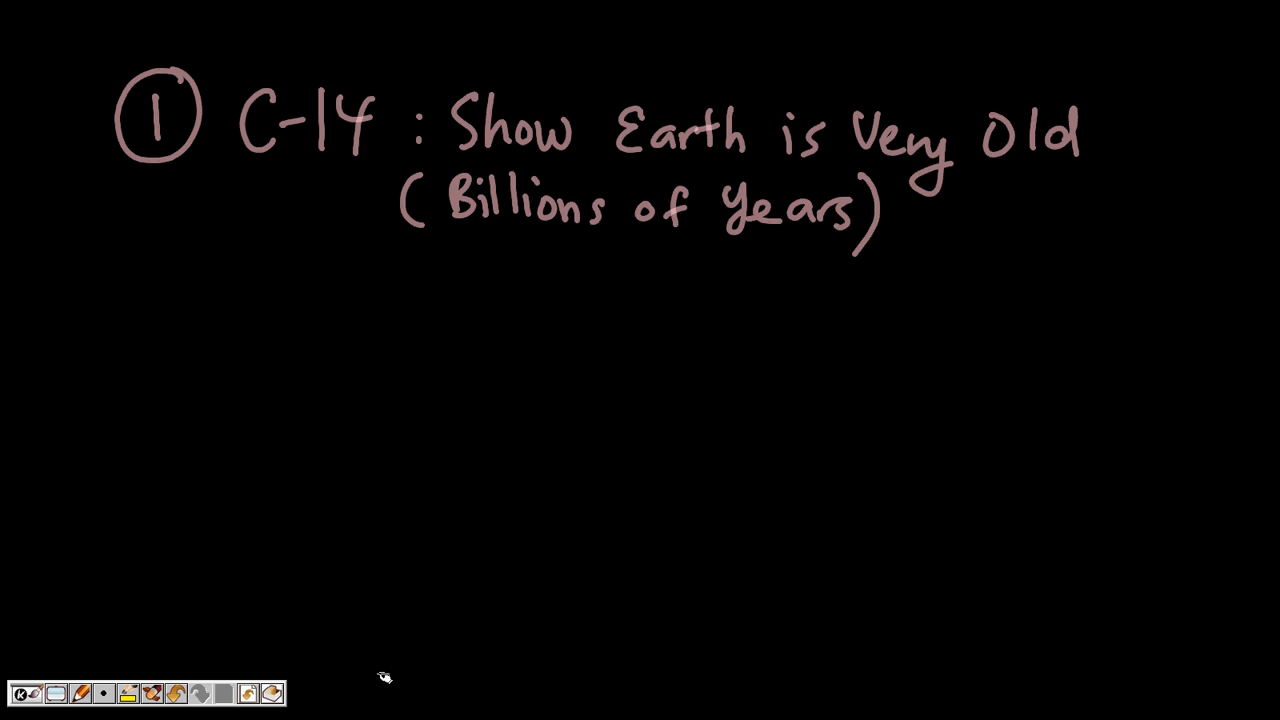 ① C-14 : Show Earth is Very Old
(Billions of Years)